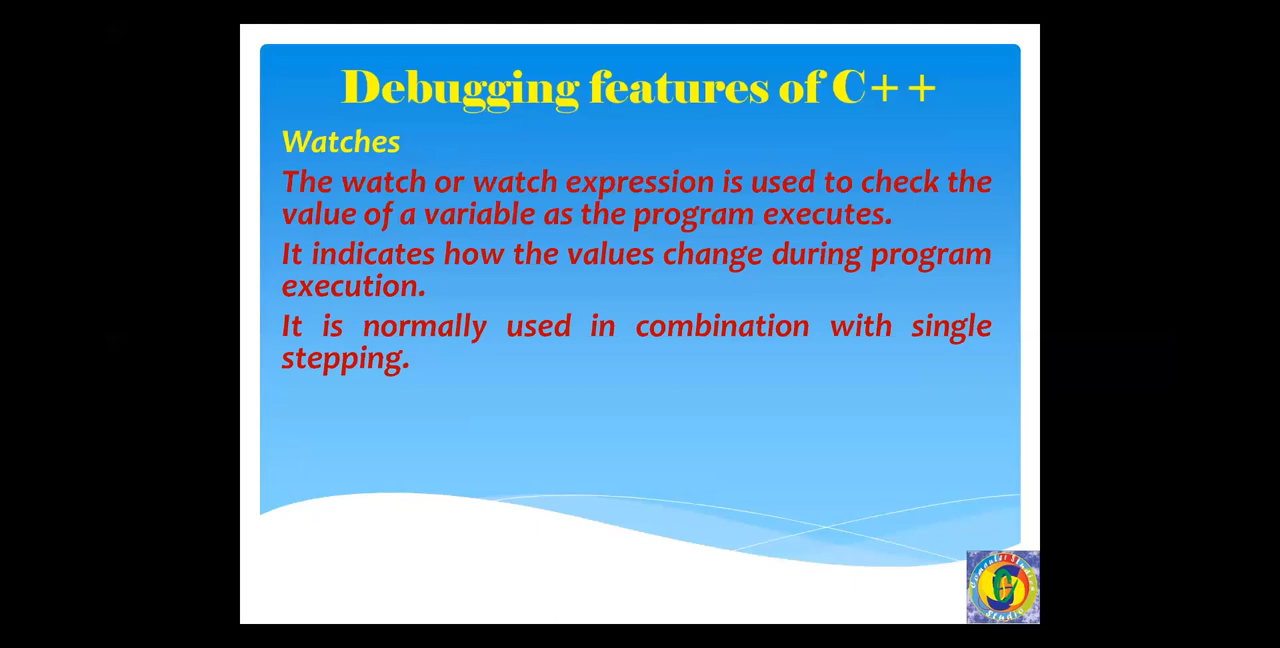 Debugging features of C++
Watches
The watch or watch expression is used to check the
value of a variable as the program executes.
It indicates how the values change during program
execution.
It is normally used in combination with single
stepping.
Studio